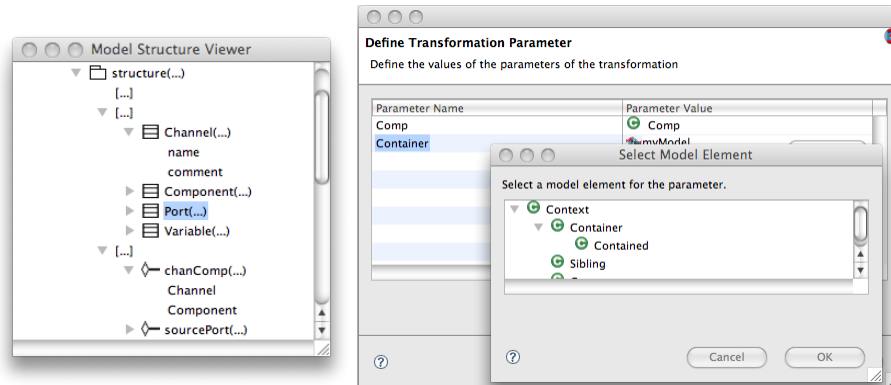 Model Structure Viewer
structure(...)
[...]
[...]
Channel(...)
name
comment
Component(...)
Port(...)
Variable(...)
[...]
chanComp(...)
Channel
Component
sourcePort(...)
Define Transformation Parameter
Define the values of the parameters of the transformation
Parameter Name Parameter Value
Comp C Comp
Container myModel
Select Model Element
Select a model element for the parameter.
C Context
C Container
C Contained
C Sibling
? Cancel OK
?